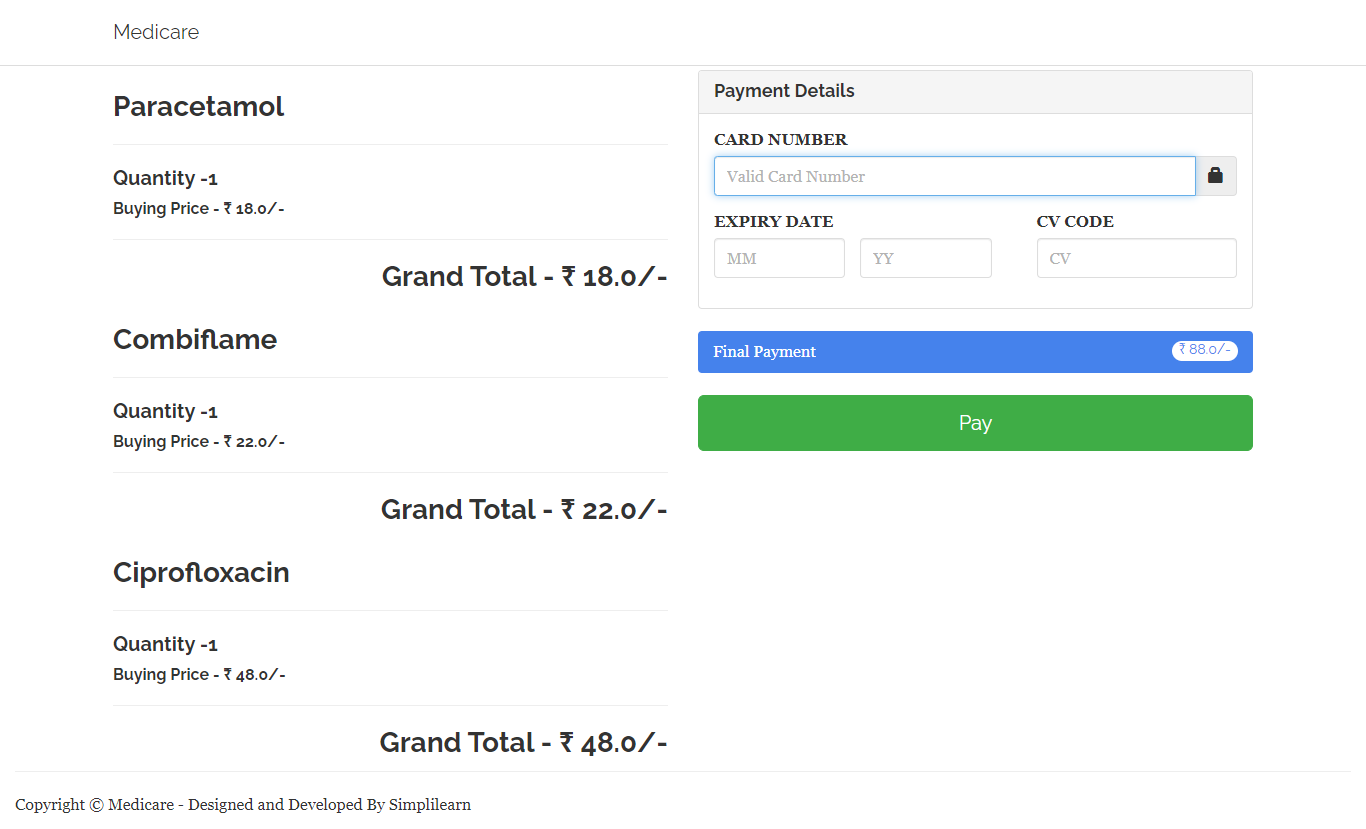 Medicare
Paracetamol
Quantity -1
Buying Price - ₹ 18.0/-
Grand Total - ₹ 18.0/-
Combiflame
Quantity -1
Buying Price - ₹ 22.0/-
Grand Total - ₹ 22.0/-
Ciprofloxacin
Quantity -1
Buying Price - ₹ 48.0/-
Grand Total - ₹ 48.0/-
Payment Details
CARD NUMBER
Valid Card Number
EXPIRY DATE CV CODE
MM YY CV
Final Payment ₹ 88.0/-
Pay
Copyright © Medicare - Designed and Developed By Simplilearn